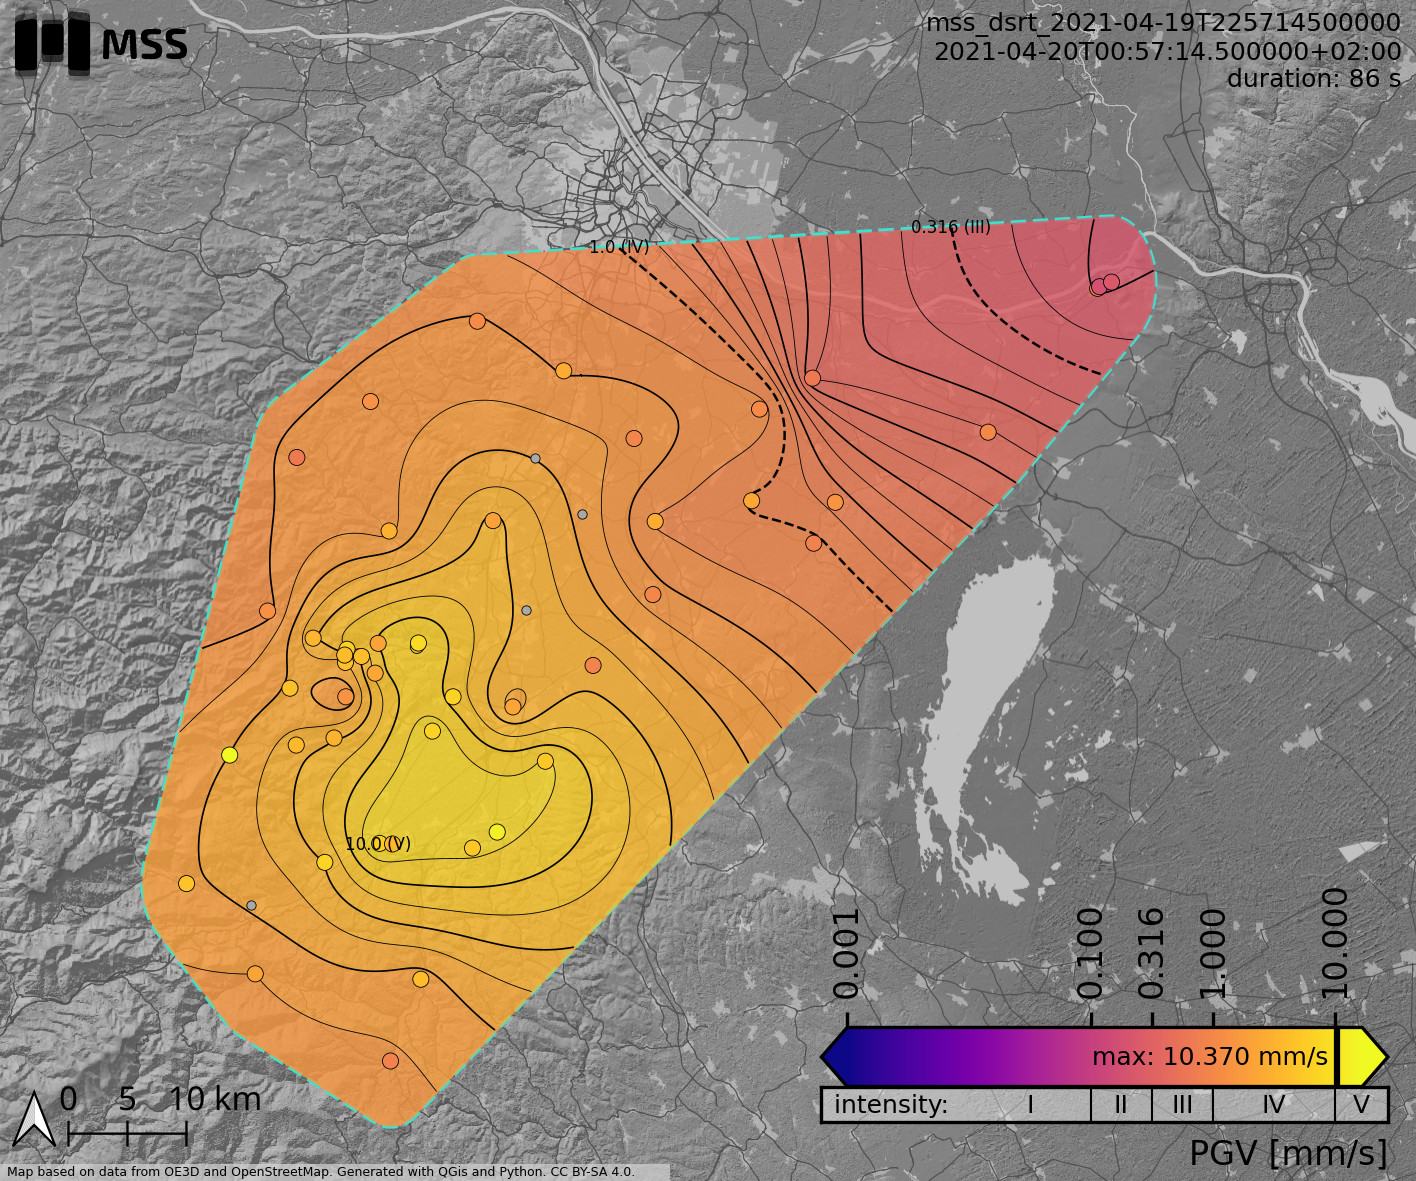 MSS
mss_dsrt_2021-04-19T225714500000
2021-04-20T00:57:14.500000+02:00
duration: 86 s
0.316 (III)
1.0 (IV)
10.0 (V)
0.001
0.100
0.316
1.000
10.000
max: 10.370 mm/s
intensity: I II III IV V
PGV [mm/s]
0 5 10 km
Map based on data from OE3D and OpenStreetMap. Generated with QGis and Python. CC BY-SA 4.0.